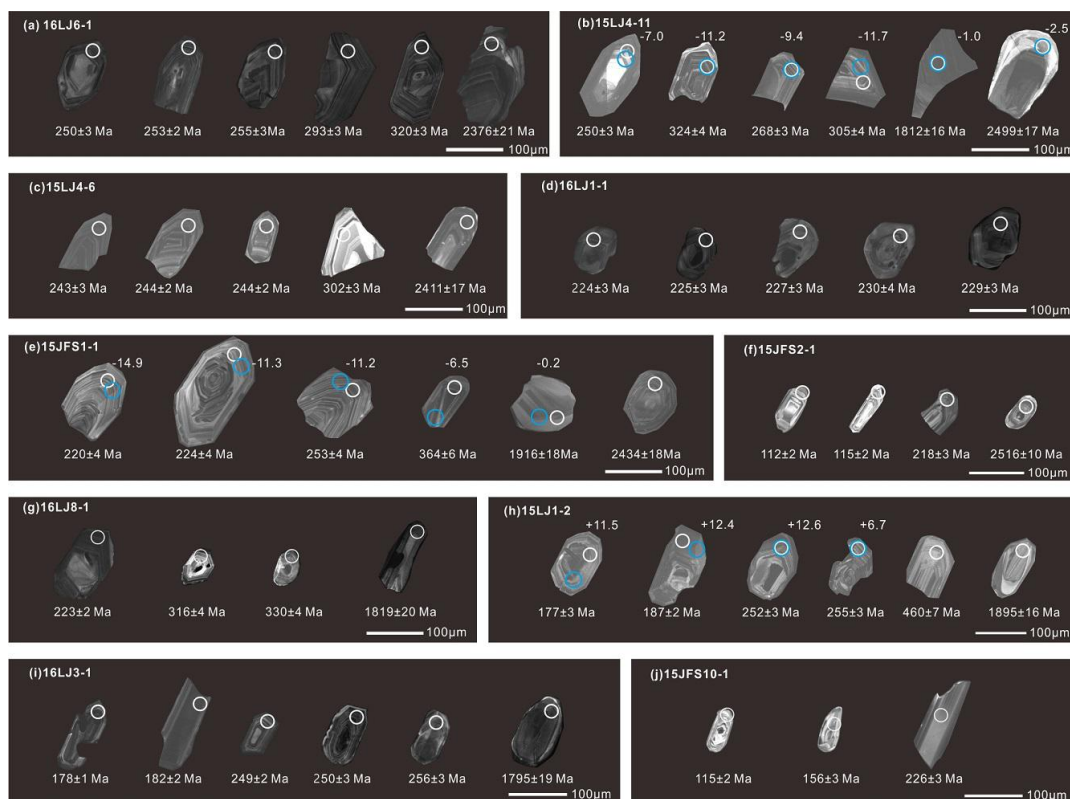 (a) 16LJ6-1
250±3 Ma 253±2 Ma 255±3Ma 293±3 Ma 320±3 Ma 2376±21 Ma
100μm
(b) 15LJ4-11
-7.0 -11.2 -9.4 -11.7 -1.0 -2.5
250±3 Ma 324±4 Ma 268±3 Ma 305±4 Ma 1812±16 Ma 2499±17 Ma
100μm
(c)15LJ4-6
243±3 Ma 244±2 Ma 244±2 Ma 302±3 Ma 2411±17 Ma
100μm
(d)16LJ1-1
224±3 Ma 225±3 Ma 227±3 Ma 230±4 Ma 229±3 Ma
100μm
(e)15JFS1-1
-14.9 -11.3 -11.2 -6.5 -0.2
220±4 Ma 224±4 Ma 253±4 Ma 364±6 Ma 1916±18Ma 2434±18Ma
100μm
(f)15JFS2-1
112±2 Ma 115±2 Ma 218±3 Ma 2516±10 Ma
100μm
(g)16LJ8-1
223±2 Ma 316±4 Ma 330±4 Ma 1819±20 Ma
100μm
(h)15LJ1-2
+11.5 +12.4 +12.6 +6.7
177±3 Ma 187±2 Ma 252±3 Ma 255±3 Ma 460±7 Ma 1895±16 Ma
100μm
(i)16LJ3-1
178±1 Ma 182±2 Ma 249±2 Ma 250±3 Ma 256±3 Ma 1795±19 Ma
100μm
(j)15JFS10-1
115±2 Ma 156±3 Ma 226±3 Ma
100μm